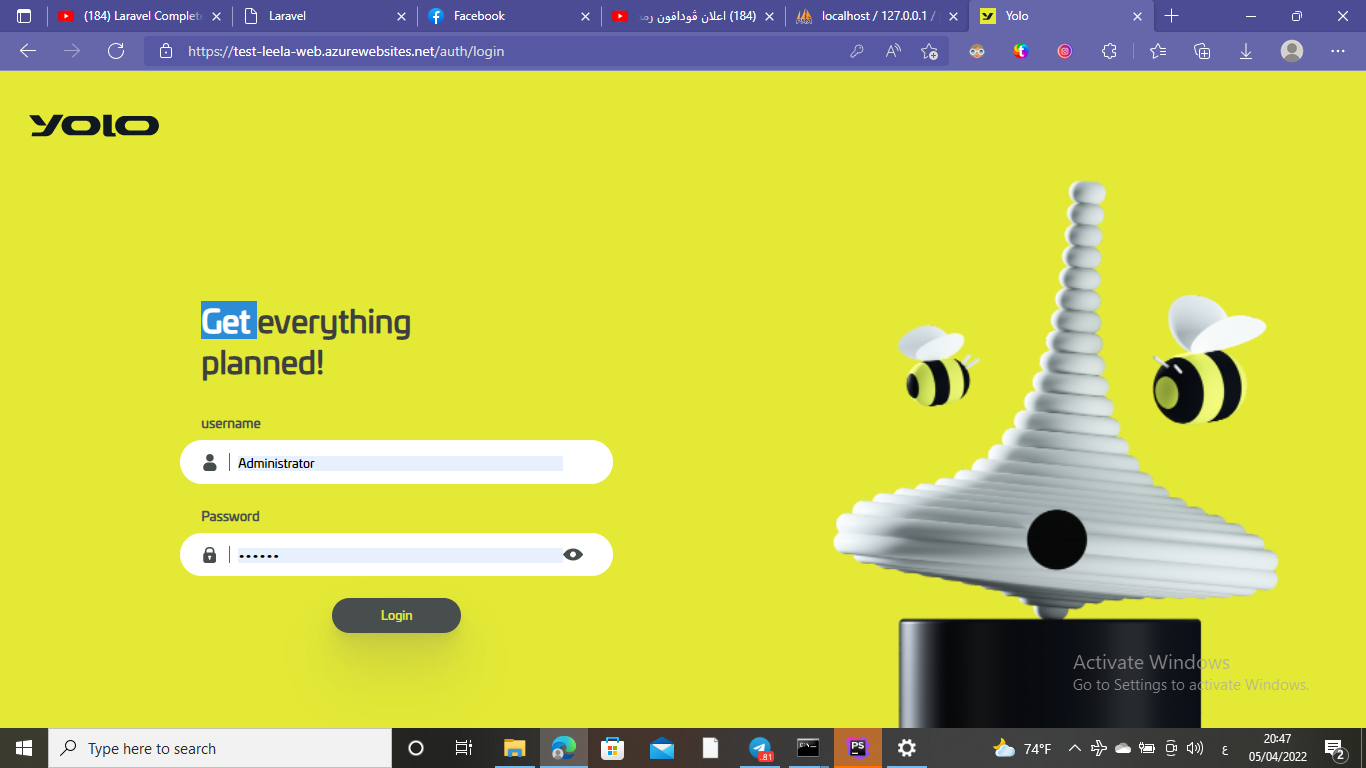 (184) Laravel Complete
Laravel
Facebook
(184) اعلان ڤودافون رمض
localhost / 127.0.0.1 /
Yolo
https://test-leela-web.azurewebsites.net/auth/login
YOLO
Get everything
planned!
username
Administrator
Password
Login
Activate Windows
Go to Settings to activate Windows.
Type here to search
.81
PS
74°F
ع
20:47
05/04/2022
2